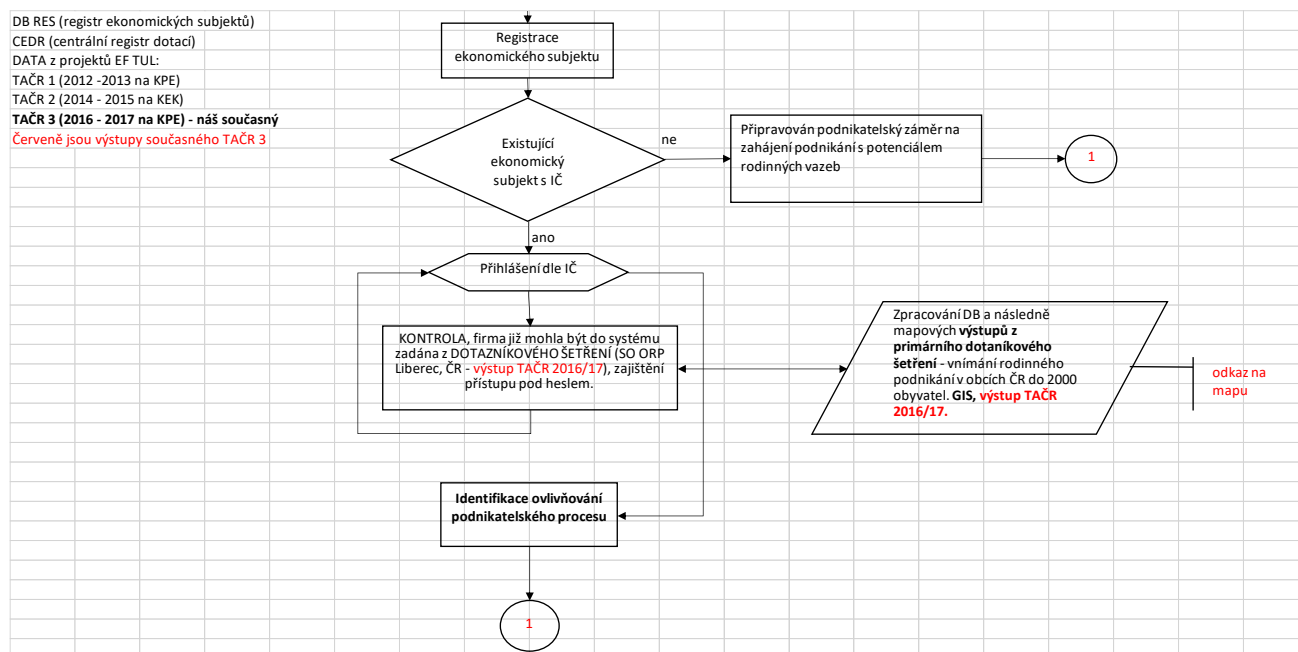 DB RES (registr ekonomických subjektů)
CEDR (centrální registr dotací)
DATA z projektů EF TUL:
TAČR 1 (2012 -2013 na KPE)
TAČR 2 (2014 - 2015 na KEK)
TAČR 3 (2016 - 2017 na KPE) - náš současný
Červeně jsou výstupy současného TAČR 3
Registrace
ekonomického subjektu
Existující
ekonomický
subjekt s IČ
ne
Připravován podnikatelský záměr na
zahájení podnikání s potenciálem
rodinných vazeb
1
ano
Přihlášení dle IČ
KONTROLA, firma již mohla být do systému
zadána z DOTAZNÍKOVÉHO ŠETŘENÍ (SO ORP
Liberec, ČR - výstup TAČR 2016/17), zajištění
přístupu pod heslem.
Zpracování DB a následně
mapových výstupů z
primárního dotaníkového
šetření - vnímání rodinného
podnikání v obcích ČR do 2000
obyvatel. GIS, výstup TAČR
2016/17.
odkaz na
mapu
Identifikace ovlivňování
podnikatelského procesu
1